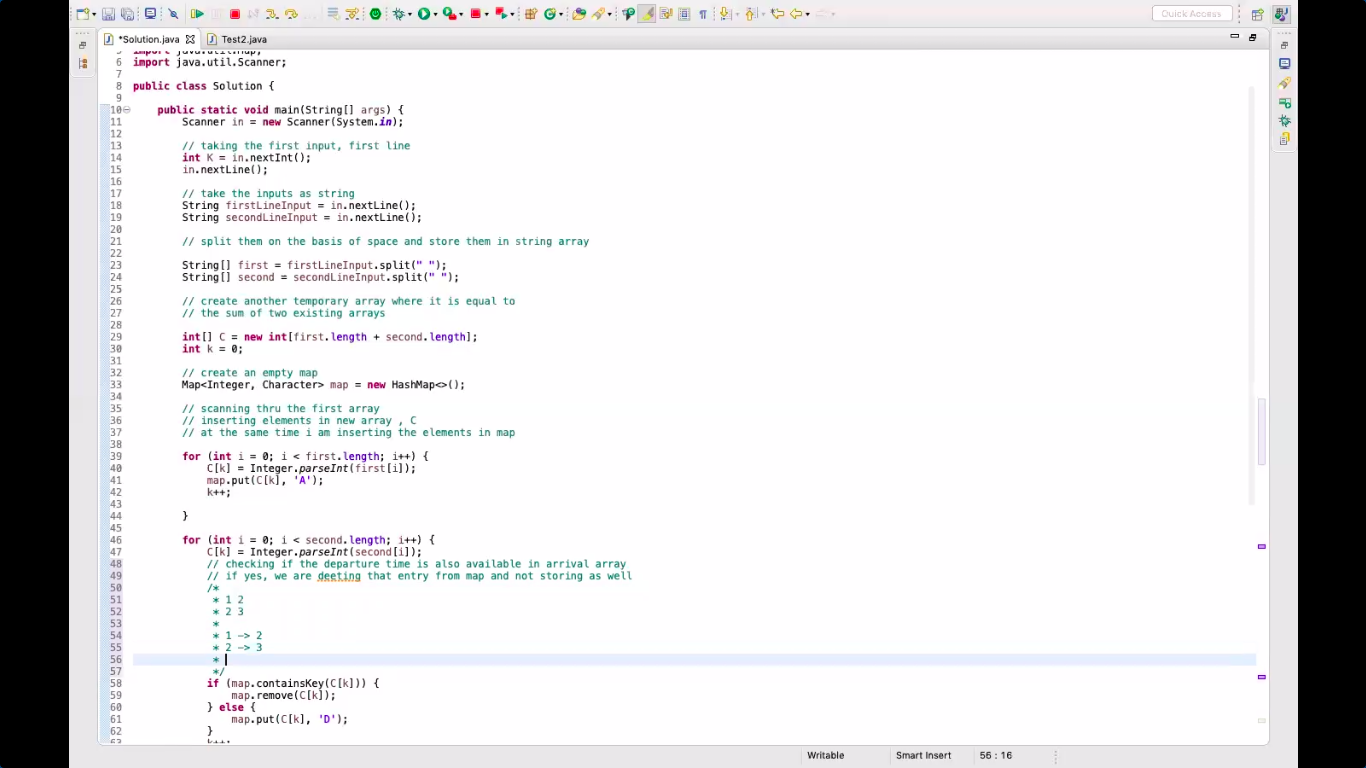 Quick Access
*Solution.java Test2.java
import java.util.Map;
6 import java.util.Scanner;
7
8 public class Solution {
9
10 public static void main(String[] args) {
11 Scanner in = new Scanner(System.in);
12
13 // taking the first input, first line
14 int K = in.nextInt();
15 in.nextLine();
16
17 // take the inputs as string
18 String firstLineInput = in.nextLine();
19 String secondLineInput = in.nextLine();
20
21 // split them on the basis of space and store them in string array
22
23 String[] first = firstLineInput.split(" ");
24 String[] second = secondLineInput.split(" ");
25
26 // create another temporary array where it is equal to
27 // the sum of two existing arrays
28
29 int[] C = new int[first.length + second.length];
30 int k = 0;
31
32 // create an empty map
33 Map<Integer, Character> map = new HashMap<>();
34
35 // scanning thru the first array
36 // inserting elements in new array , C
37 // at the same time i am inserting the elements in map
38
39 for (int i = 0; i < first.length; i++) {
40 C[k] = Integer.parseInt(first[i]);
41 map.put(C[k], 'A');
42 k++;
43
44 }
45
46 for (int i = 0; i < second.length; i++) {
47 C[k] = Integer.parseInt(second[i]);
48 // checking if the departure time is also available in arrival array
49 // if yes, we are deeting that entry from map and not storing as well
50 /*
51 * 1 2
52 * 2 3
53 *
54 * 1 -> 2
55 * 2 -> 3
56 *
57 */
58 if (map.containsKey(C[k])) {
59 map.remove(C[k]);
60 } else {
61 map.put(C[k], 'D');
62 }
63 k++;
Writable Smart Insert 56 : 16